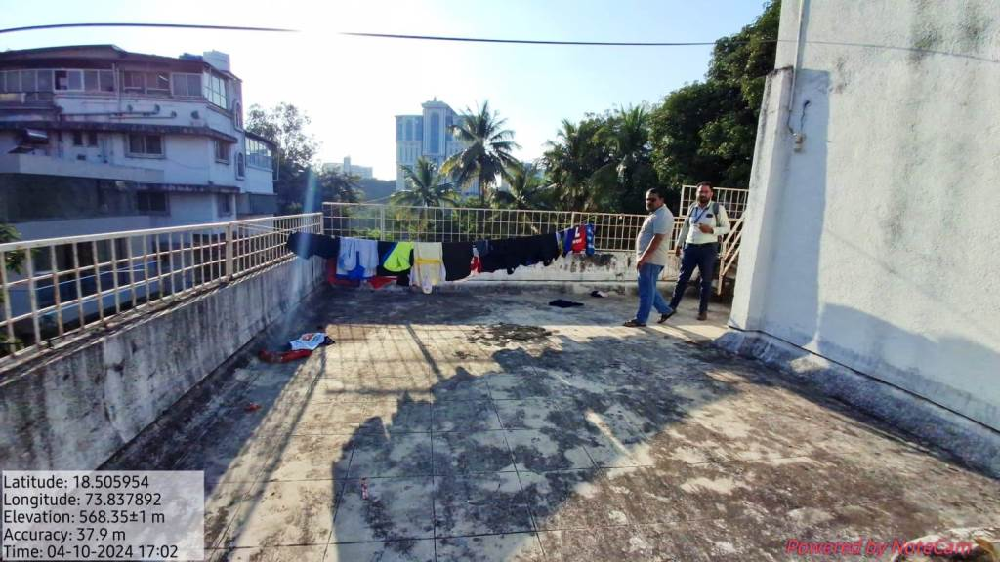 Latitude: 18.505954
Longitude: 73.837892
Elevation: 568.35±1 m
Accuracy: 37.9 m
Time: 04-10-2024 17:02
Powered by NoteCam